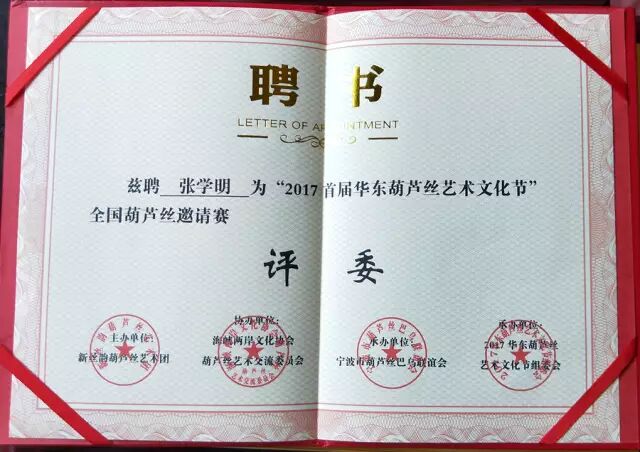 聘书
LETTER OF APPOINTMENT
兹聘 张学明 为“2017首届华东葫芦丝艺术文化节”
全国葫芦丝邀请赛
评 委
主办单位： 协办单位： 承办单位： 承办单位：
新丝韵葫芦丝艺术团 海峡两岸文化协会 宁波市葫芦丝巴乌联谊会 2017华东葫芦丝
葫芦丝艺术交流委员会 艺术文化节组委会